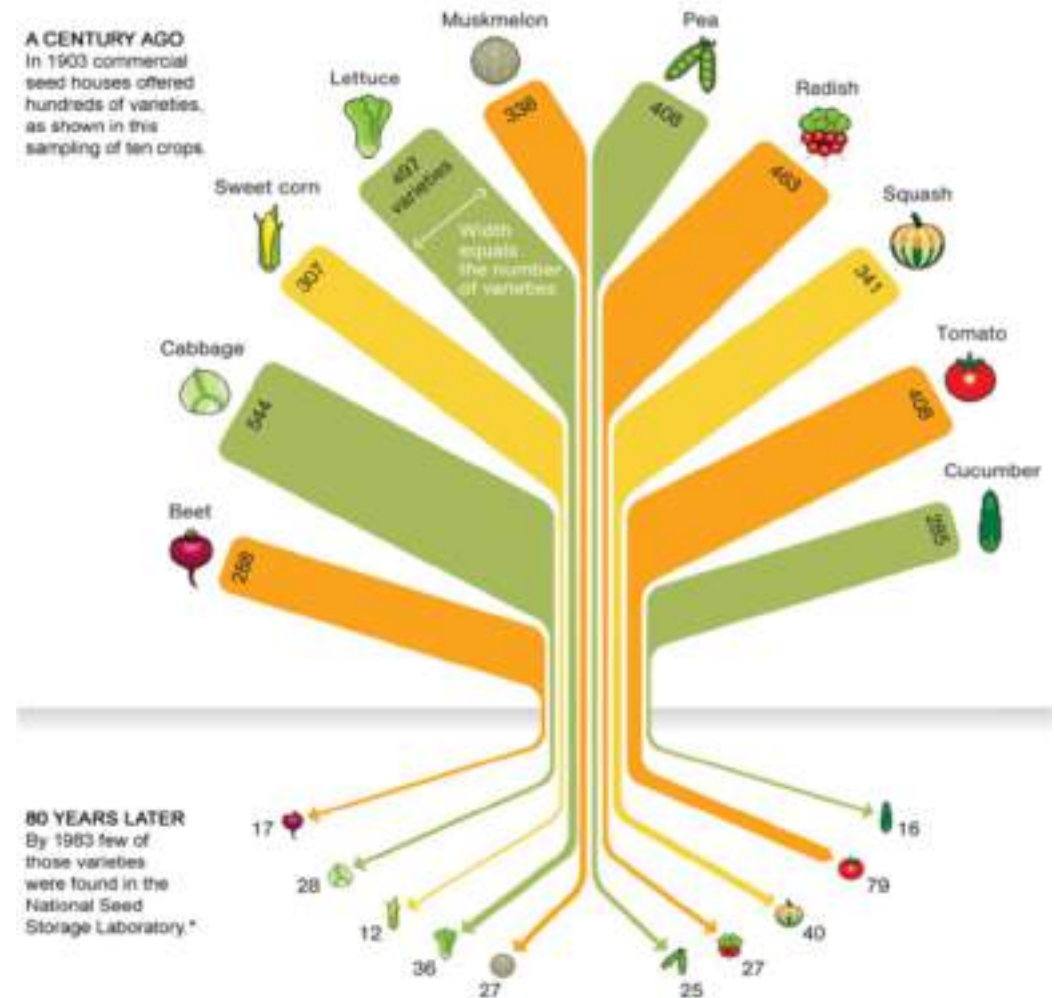 A CENTURY AGO
In 1903 commercial
seed houses offered
hundreds of varieties,
as shown in this
sampling of ten crops
Muskmelon
338
Pea
408
Lettuce
497
varieties
Width
equals
the number
of varieties
Radish
463
Sweet corn
307
Squash
341
Cabbage
544
Tomato
408
Beet
288
Cucumber
285
80 YEARS LATER
By 1983 few of
those varieties
were found in the
National Seed
Storage Laboratory.*
17
28
12
36
27
25
27
40
79
16